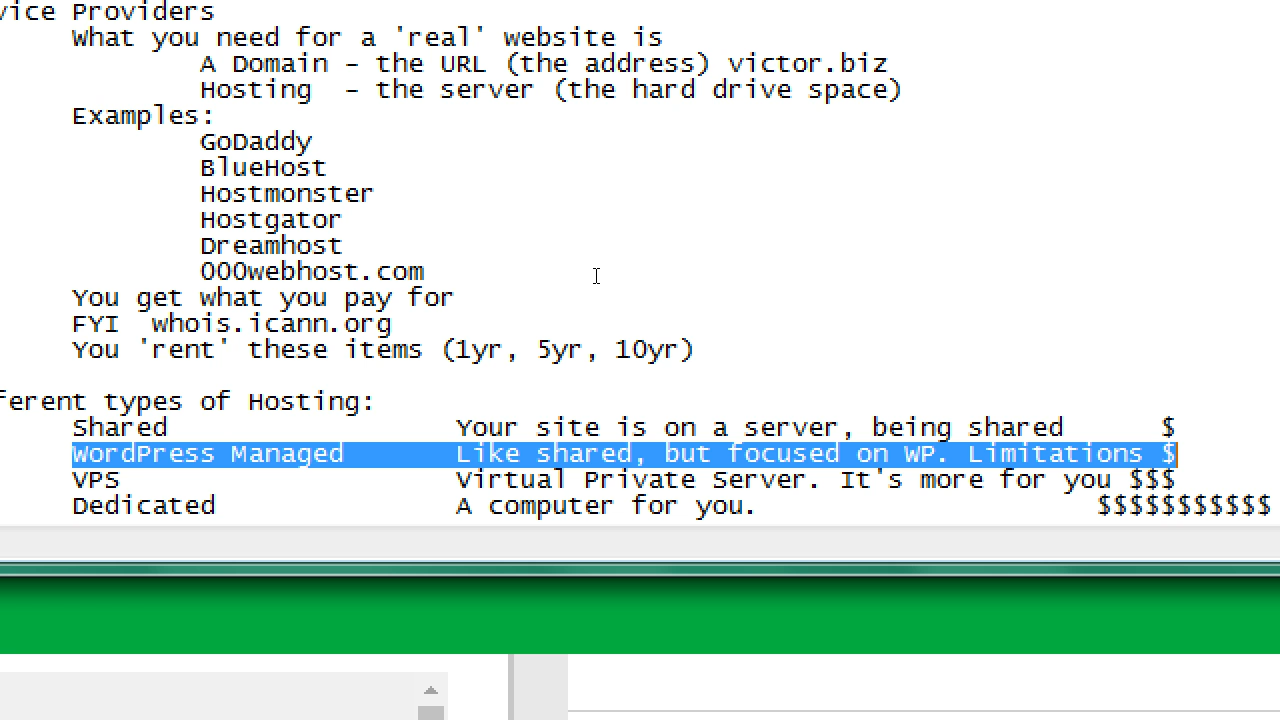 vice Providers
What you need for a 'real' website is
A Domain - the URL (the address) victor.biz
Hosting - the server (the hard drive space)
Examples:
GoDaddy
BlueHost
Hostmonster
Hostgator
Dreamhost
000webhost.com
You get what you pay for
FYI whois.icann.org
You 'rent' these items (1yr, 5yr, 10yr)
ferent types of Hosting:
Shared Your site is on a server, being shared $
WordPress Managed Like shared, but focused on WP. Limitations $
VPS Virtual Private Server. It's more for you $$$
Dedicated A computer for you. $$$$$$$$$$$